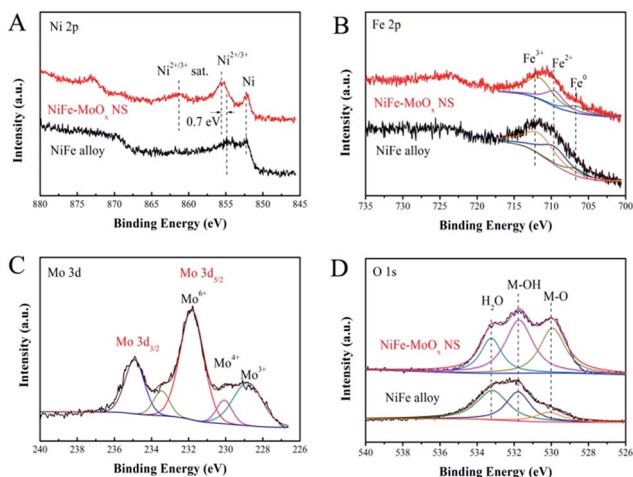 A
Ni 2p
Ni2+/3+ sat.
Ni2+/3+
Ni
NiFe-MoOx NS
0.7 eV
NiFe alloy
Intensity (a.u.)
880 875 870 865 860 855 850 845
Binding Energy (eV)
B
Fe 2p
Fe3+
Fe2+
Fe0
NiFe-MoOx NS
NiFe alloy
Intensity (a.u.)
735 730 725 720 715 710 705 700
Binding Energy (eV)
C
Mo 3d
Mo 3d5/2
Mo6+
Mo 3d3/2
Mo4+
Mo3+
Intensity (a.u.)
240 238 236 234 232 230 228 226
Binding Energy (eV)
D
O 1s
M-OH
H2O
M-O
NiFe-MoOx NS
NiFe alloy
Intensity (a.u.)
540 538 536 534 532 530 528 526
Binding Energy (eV)